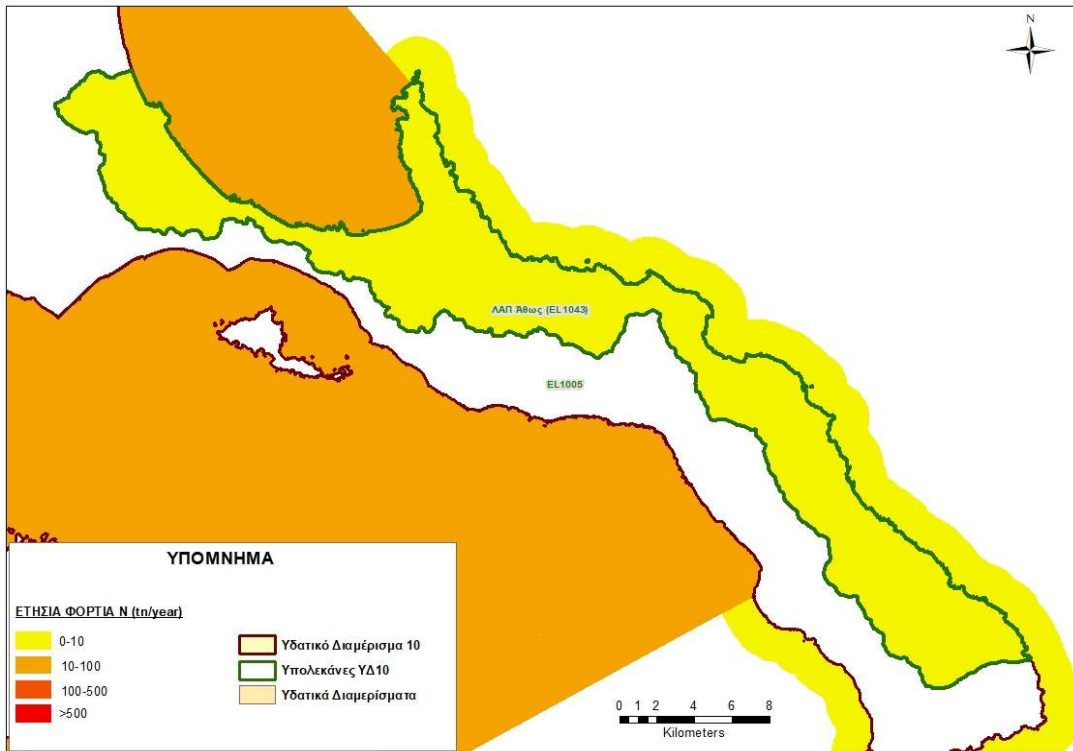 N
ΛΑΠ Άθως (EL1043)
EL1005
ΥΠΟΜΝΗΜΑ
ΕΤΗΣΙΑ ΦΟΡΤΙΑ Ν (tn/year)
0-10
10-100
100-500
>500
Υδατικό Διαμέρισμα 10
Υπολεκάνες ΥΔ10
Υδατικά Διαμερίσματα
0 1 2 4 6 8
Kilometers